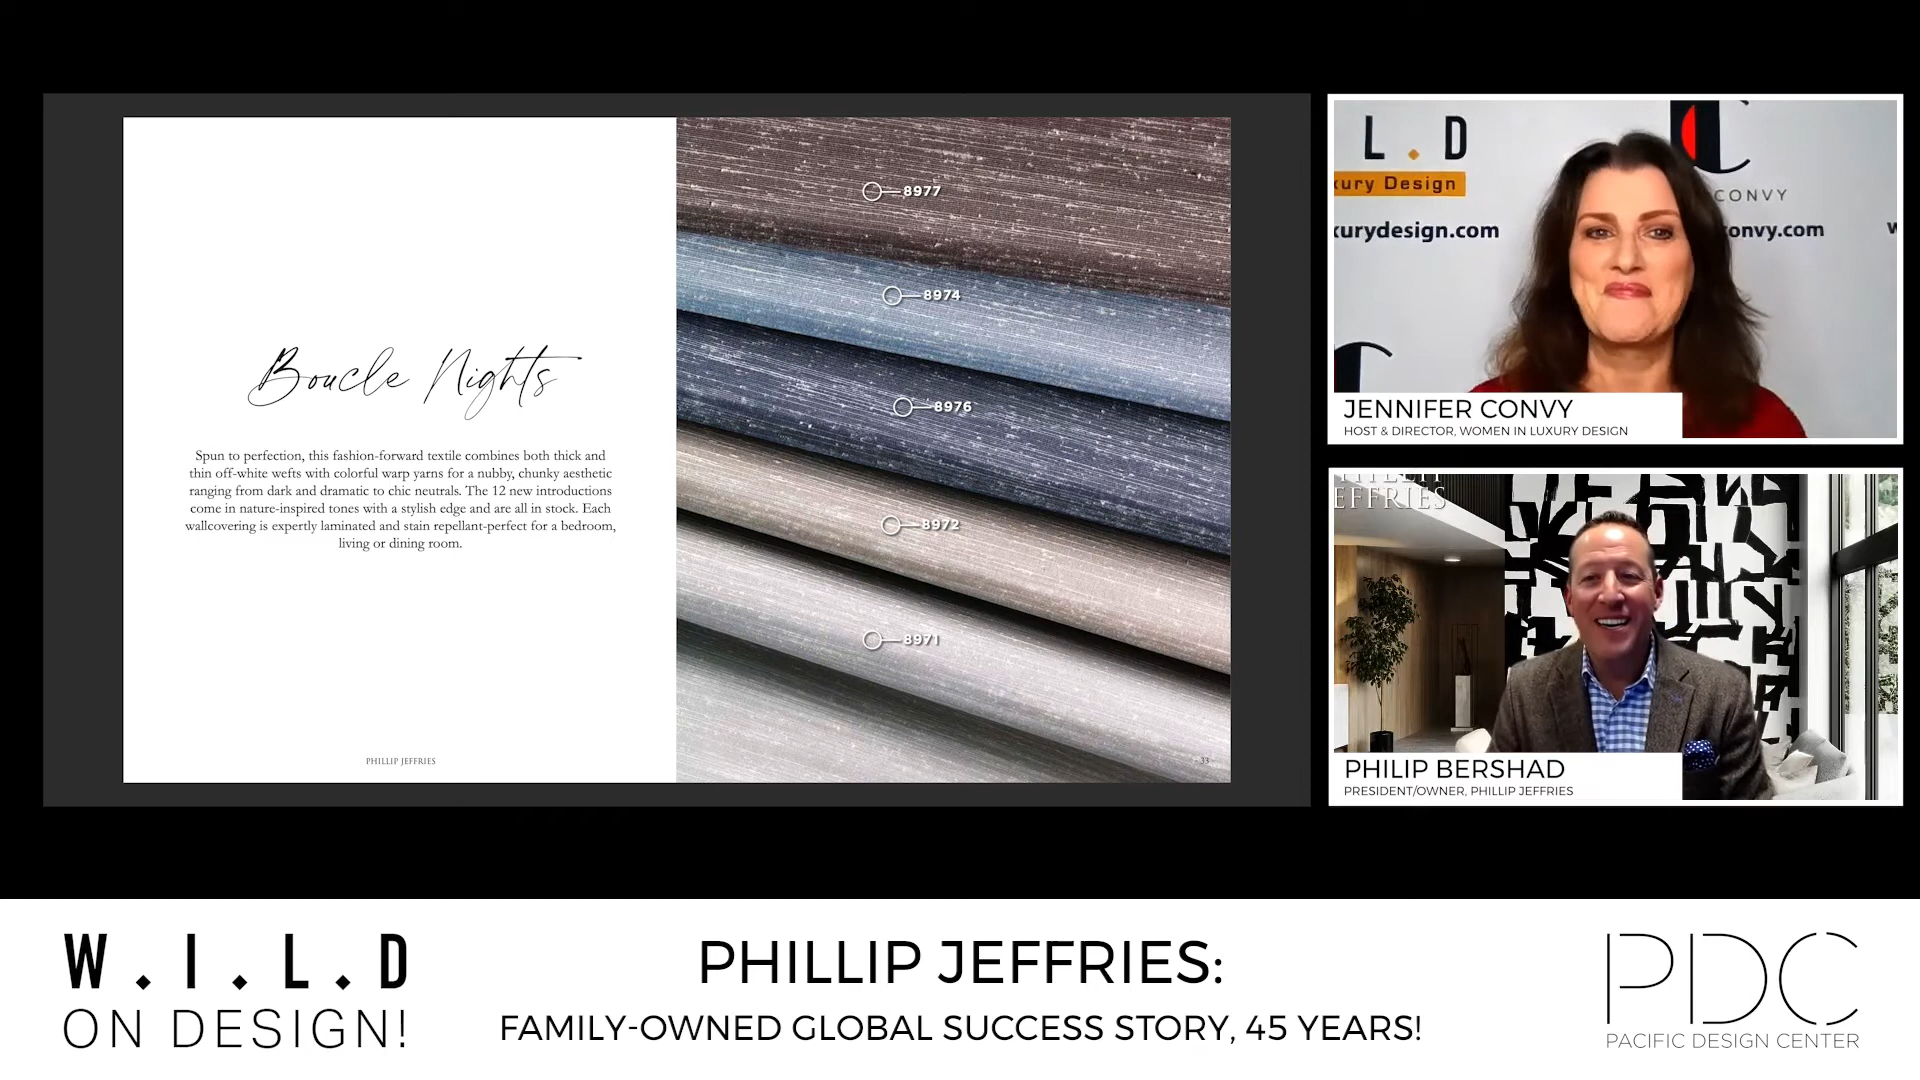 Boucle Nights
Spun to perfection, this fashion-forward textile combines both thick and
thin off-white wefts with colorful warp yarns for a nubby, chunky aesthetic
ranging from dark and dramatic to chic neutrals. The 12 new introductions
come in nature-inspired tones with a stylish edge and are all in stock. Each
wallcovering is expertly laminated and stain repellant-perfect for a bedroom,
living or dining room.
PHILLIP JEFFRIES
8977
8974
8976
8972
8971
33
L . D
xury Design
xurydesign.com
CONVY
convy.com
w
JENNIFER CONVY
HOST & DIRECTOR, WOMEN IN LUXURY DESIGN
EFFRIES
PHILIP BERSHAD
PRESIDENT/OWNER, PHILLIP JEFFRIES
W.I.L.D
ON DESIGN!
PHILLIP JEFFRIES:
FAMILY-OWNED GLOBAL SUCCESS STORY, 45 YEARS!
PDC
PACIFIC DESIGN CENTER